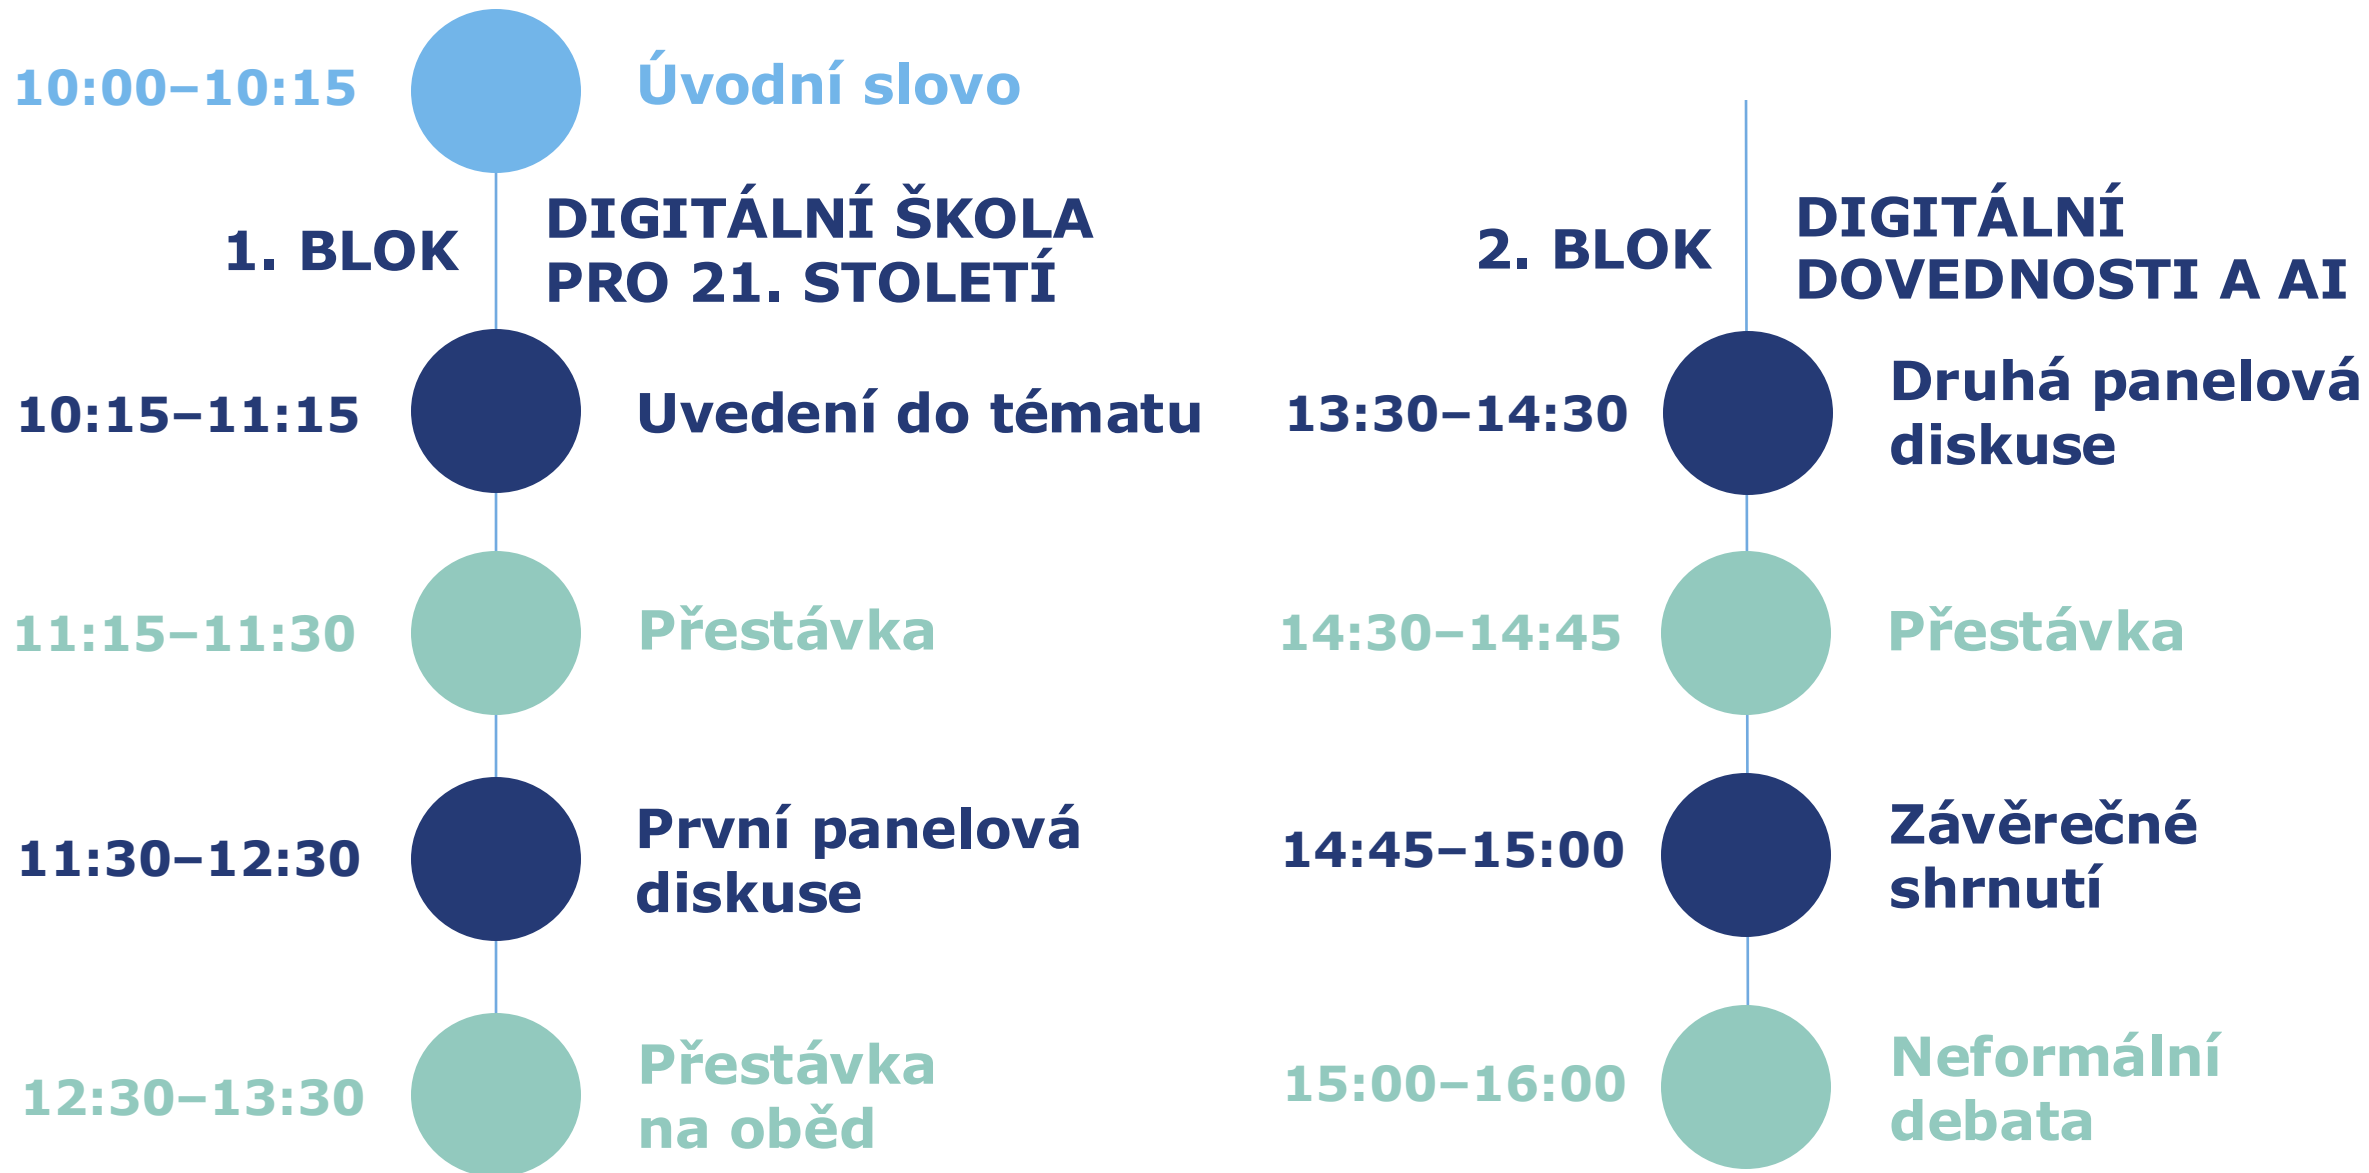 10:00–10:15
Úvodní slovo
1. BLOK
DIGITÁLNÍ ŠKOLA
PRO 21. STOLETÍ
10:15–11:15
Uvedení do tématu
11:15–11:30
Přestávka
11:30–12:30
První panelová
diskuse
12:30–13:30
Přestávka
na oběd
2. BLOK
DIGITÁLNÍ
DOVEDNOSTI A AI
13:30–14:30
Druhá panelová
diskuse
14:30–14:45
Přestávka
14:45–15:00
Závěrečné
shrnutí
15:00–16:00
Neformální
debata